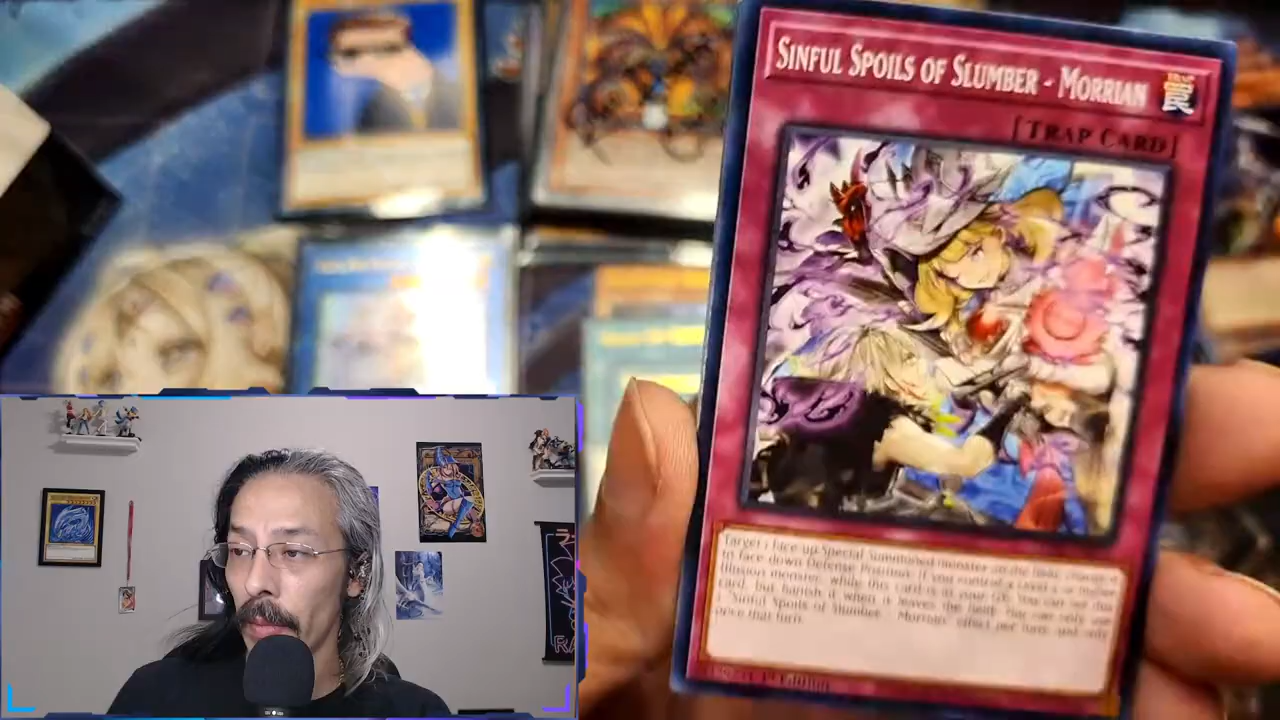 SINFUL SPOILS OF SLUMBER - MORRIAN
[TRAP CARD]
Target 1 face-up Special Summoned monster on the field; change it
to face-down Defense Position. If you control a Level 7 or higher
Illusion monster, while this card is in your GY: You can Set this
card, but banish it when it leaves the field. You can only use 1
"Sinful Spoils of Slumber - Morrian" effect per turn, and only
once that turn.
1st Edition